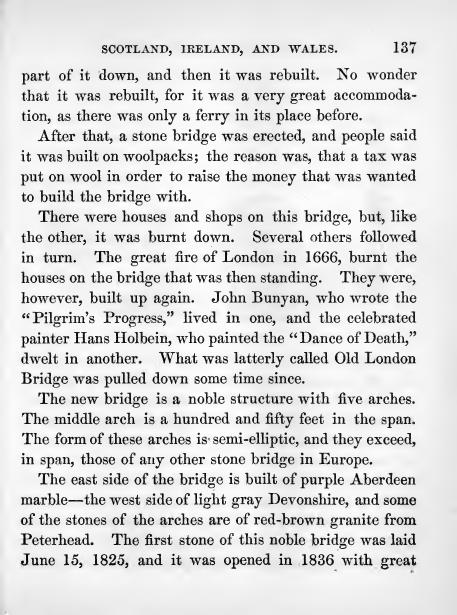 SCOTLAND, IRELAND, AND WALES. 137
part of it down, and then it was rebuilt. No wonder
that it was rebuilt, for it was a very great accommoda-
tion, as there was only a ferry in its place before.
After that, a stone bridge was erected, and people said
it was built on woolpacks; the reason was, that a tax was
put on wool in order to raise the money that was wanted
to build the bridge with.
There were houses and shops on this bridge, but, like
the other, it was burnt down. Several others followed
in turn. The great fire of London in 1666, burnt the
houses on the bridge that was then standing. They were,
however, built up again. John Bunyan, who wrote the
“Pilgrim’s Progress,” lived in one, and the celebrated
painter Hans Holbein, who painted the “Dance of Death,”
dwelt in another. What was latterly called Old London
Bridge was pulled down some time since.
The new bridge is a noble structure with five arches.
The middle arch is a hundred and fifty feet in the span.
The form of these arches is semi-elliptic, and they exceed,
in span, those of any other stone bridge in Europe.
The east side of the bridge is built of purple Aberdeen
marble—the west side of light gray Devonshire, and some
of the stones of the arches are of red-brown granite from
Peterhead. The first stone of this noble bridge was laid
June 15, 1825, and it was opened in 1836 with great